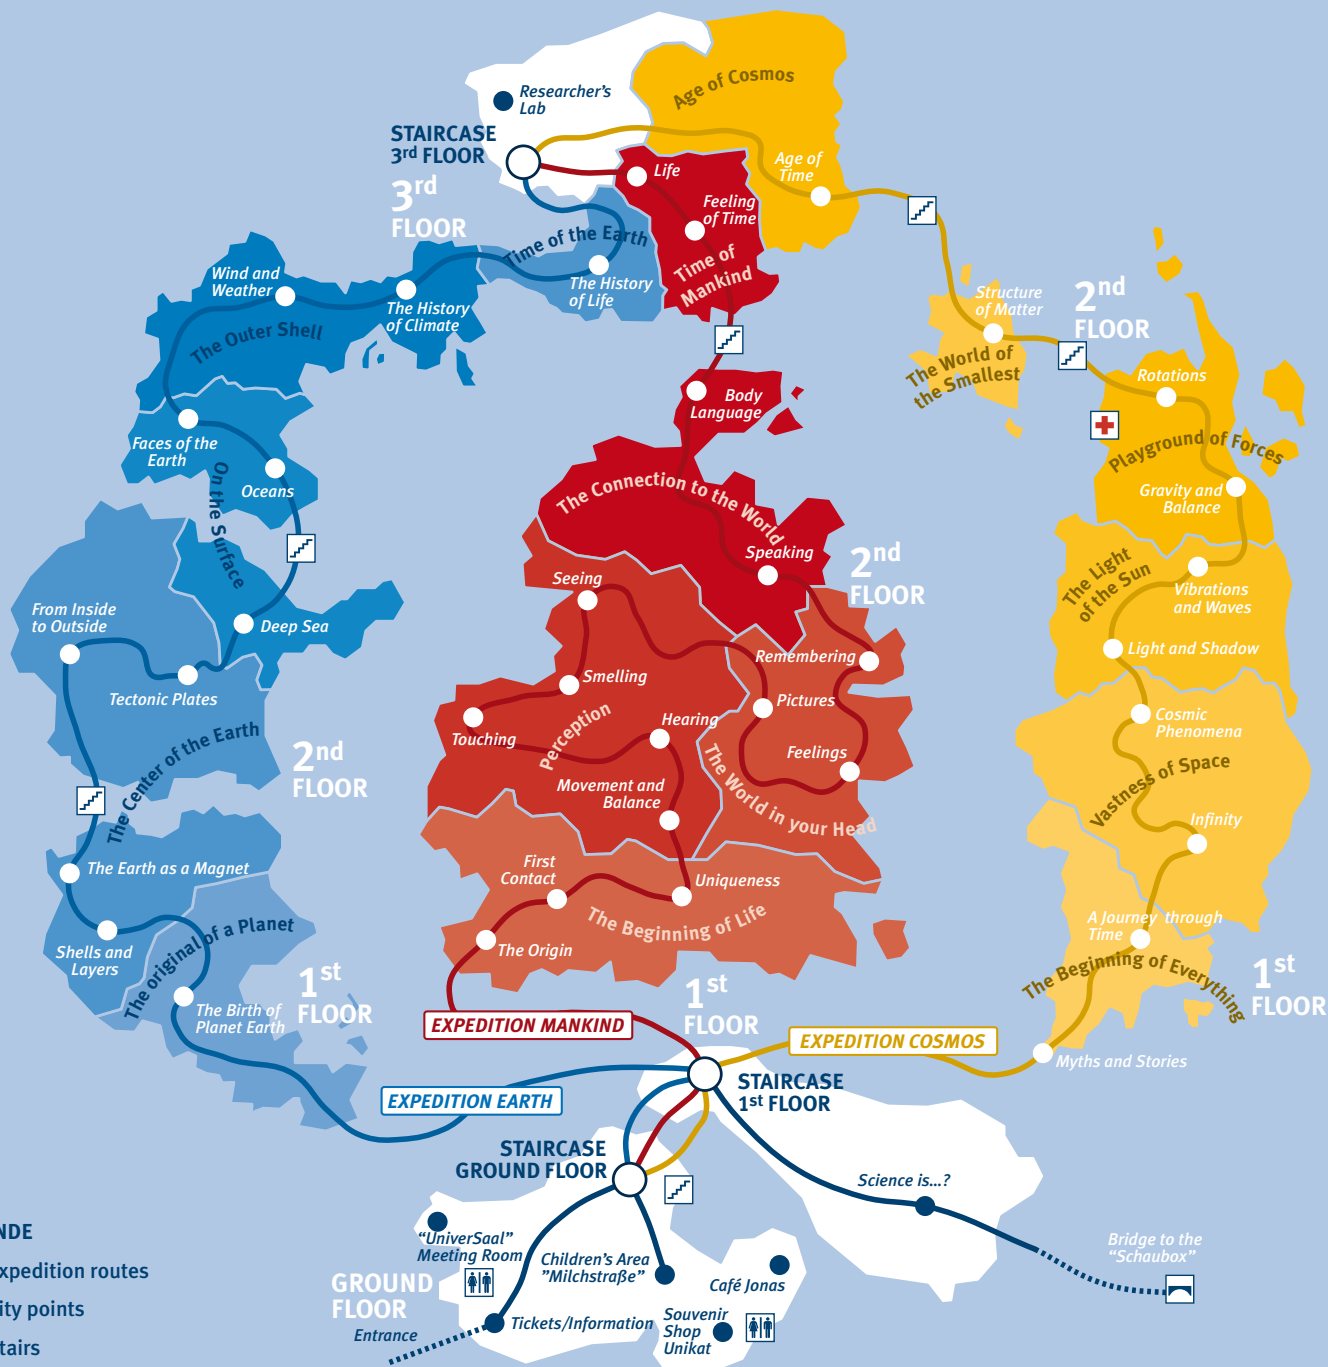 Researcher's
Lab
Age of Cosmos
STAIRCASE
3rd FLOOR
3rd
FLOOR
Life
Age of
Time
Feeling
of Time
Time of the Earth
Time of
Mankind
The History
of Life
Wind and
Weather
The History
of Climate
The Outer Shell
Structure
of Matter
2nd
FLOOR
The World of
the Smallest
Rotations
Body
Language
Playground of Forces
Faces of the
Earth
Oceans
On the Surface
The Connection to the World
Gravity and
Balance
Speaking
2nd
FLOOR
Seeing
The Light
of the Sun
Vibrations
and Waves
From Inside
to Outside
Deep Sea
Light and Shadow
Remembering
Smelling
Tectonic Plates
Pictures
Touching
Perception
Hearing
Cosmic
Phenomena
Feelings
The Center of the Earth
2nd
FLOOR
Movement and
Balance
The World in your Head
Vastness of Space
Infinity
The Earth as a Magnet
First
Contact
Uniqueness
The Beginning of Life
The Origin
A Journey through
Time
Shells and
Layers
The original of a Planet
The Birth of
Planet Earth
1st
FLOOR
1st
FLOOR
The Beginning of Everything
1st
FLOOR
EXPEDITION MANKIND
EXPEDITION COSMOS
Myths and Stories
EXPEDITION EARTH
STAIRCASE
1st FLOOR
STAIRCASE
GROUND FLOOR
Science is...?
"UniverSaal"
Meeting Room
Children's Area
"Milchstraße"
Café Jonas
Bridge to the
"Schaubox"
GROUND
FLOOR
Entrance
Tickets/Information
Souvenir
Shop
Unikat
NDE
xpedition routes
ity points
tairs